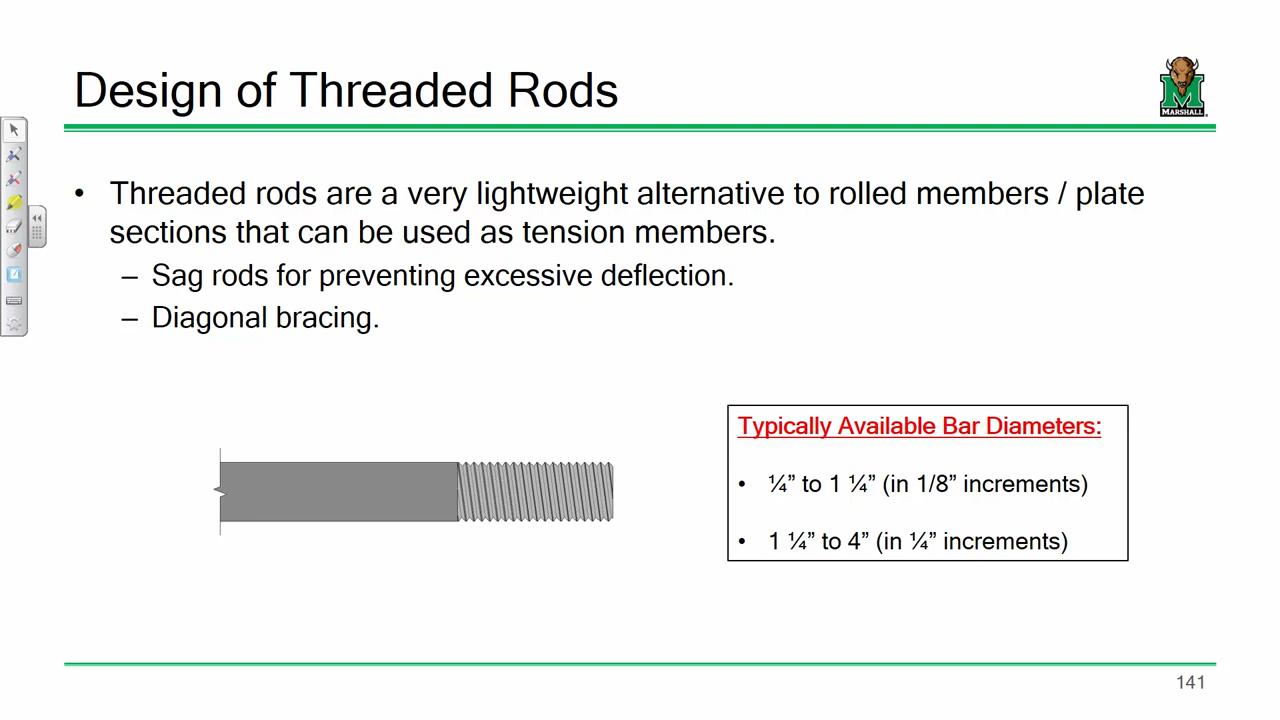 Design of Threaded Rods
MARSHALL
• Threaded rods are a very lightweight alternative to rolled members / plate
sections that can be used as tension members.
– Sag rods for preventing excessive deflection.
– Diagonal bracing.
Typically Available Bar Diameters:
• ¼” to 1 ¼” (in 1/8” increments)
• 1 ¼” to 4” (in ¼” increments)
141